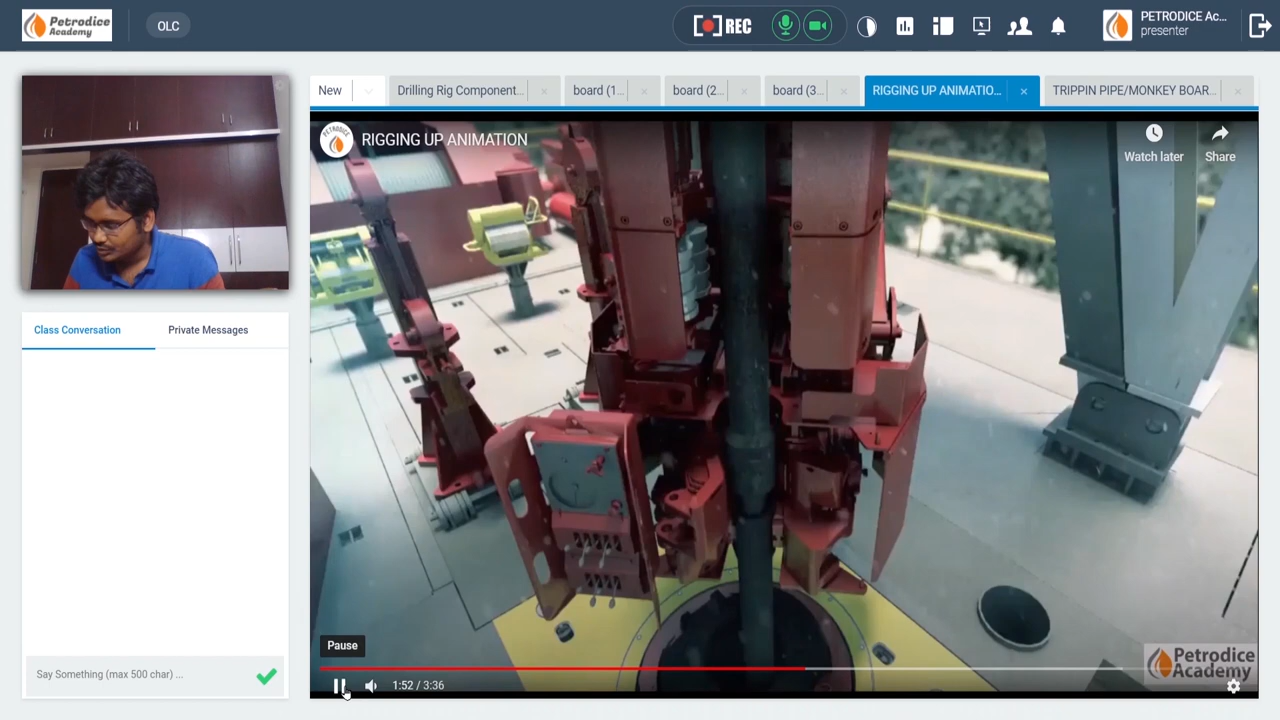 Petrodice
Academy
OLC
REC
PETRODICE Ac...
presenter
New
Drilling Rig Component...
board (1...
board (2...
board (3...
RIGGING UP ANIMATIO...
TRIPPIN PIPE/MONKEY BOAR...
PETRODICE
RIGGING UP ANIMATION
Watch later
Share
Class Conversation
Private Messages
Say Something (max 500 char) ...
Pause
1:52 / 3:36
Petrodice
Academy